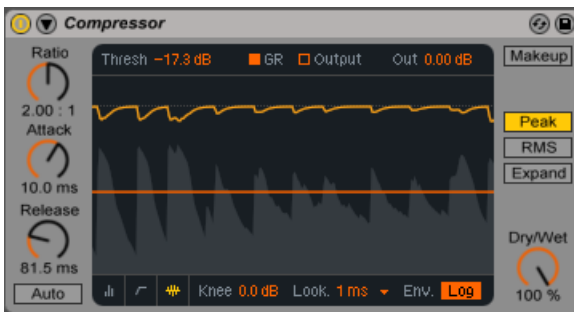 Compressor
Ratio
2.00 : 1
Attack
10.0 ms
Release
81.5 ms
Auto
Thresh -17.3 dB GR Output Out 0.00 dB
Knee 0.0 dB Look. 1 ms Env. Log
Makeup
Peak
RMS
Expand
Dry/Wet
100 %